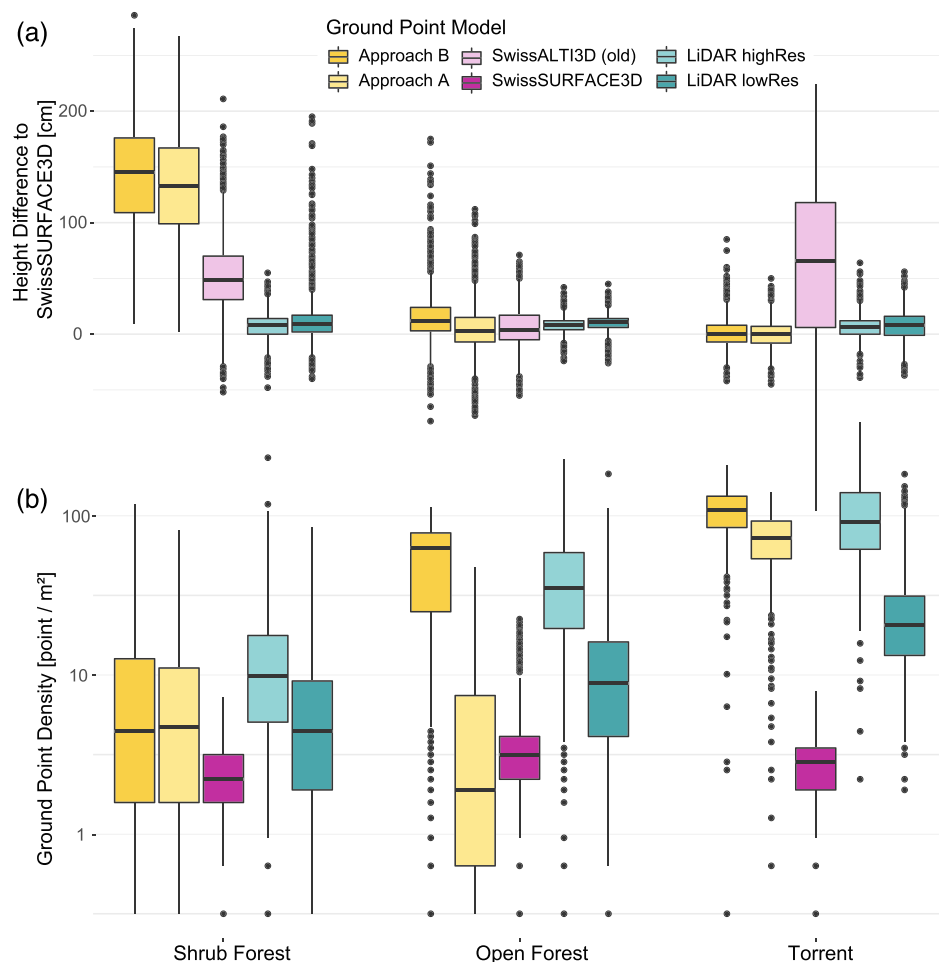 (a)
Ground Point Model
Approach B
SwissALTI3D (old)
LiDAR highRes
Approach A
SwissSURFACE3D
LiDAR lowRes
Height Difference to
SwissSURFACE3D [cm]
200
100
0
(b)
Ground Point Density [point / m²]
100
10
1
Shrub Forest
Open Forest
Torrent